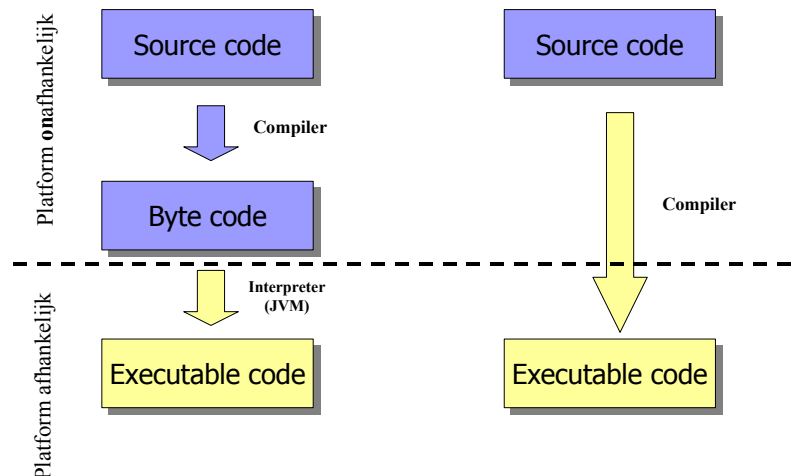 Platform onafhankelijk
Source code
Compiler
Byte code
Interpreter
(JVM)
Executable code
Source code
Compiler
Executable code
Platform afhankelijk